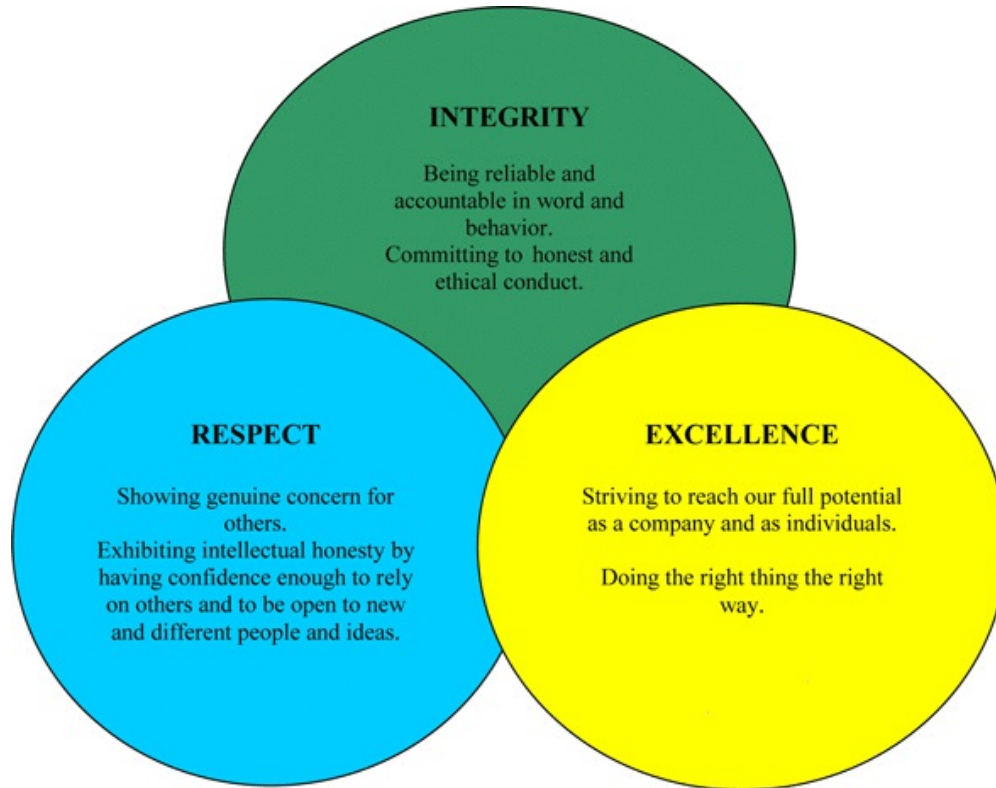 INTEGRITY
Being reliable and
accountable in word and
behavior.
Committing to honest and
ethical conduct.
RESPECT
Showing genuine concern for
others.
Exhibiting intellectual honesty by
having confidence enough to rely
on others and to be open to new
and different people and ideas.
EXCELLENCE
Striving to reach our full potential
as a company and as individuals.
Doing the right thing the right
way.